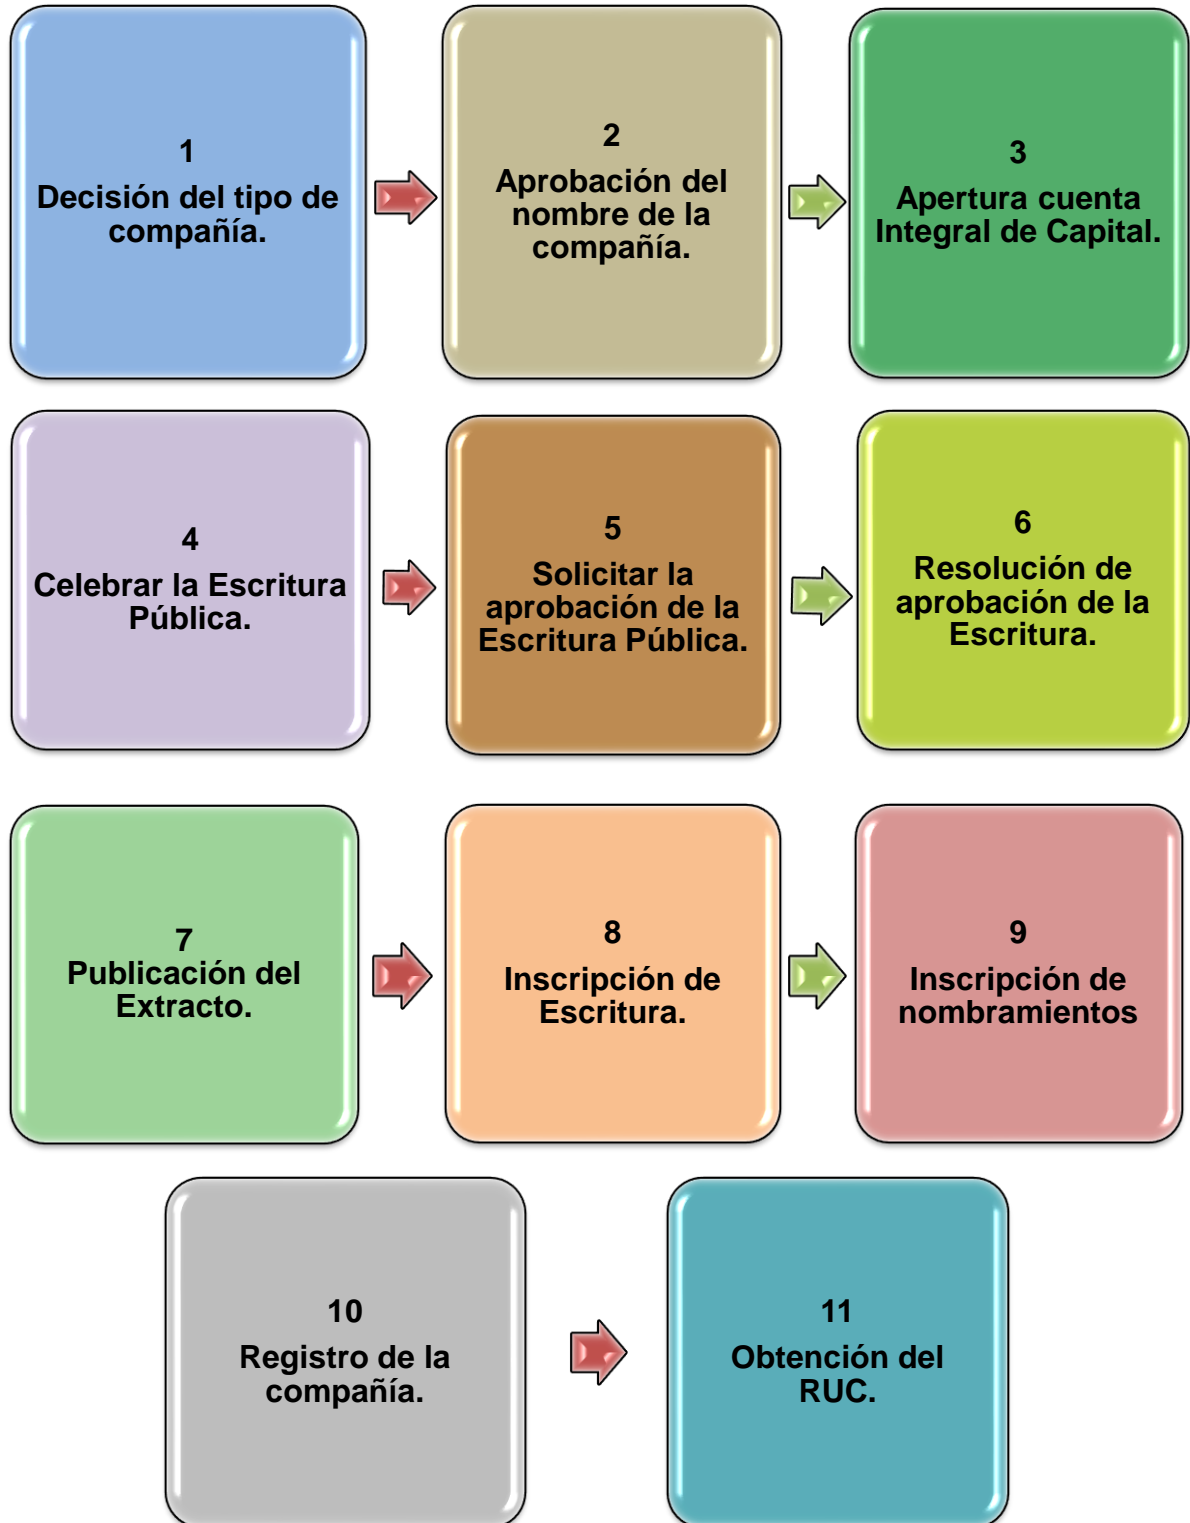 1
Decisión del tipo de
compañía.
2
Aprobación del
nombre de la
compañía.
3
Apertura cuenta
Integral de Capital.
4
Celebrar la Escritura
Pública.
5
Solicitar la
aprobación de la
Escritura Pública.
6
Resolución de
aprobación de la
Escritura.
7
Publicación del
Extracto.
8
Inscripción de
Escritura.
9
Inscripción de
nombramientos
10
Registro de la
compañía.
11
Obtención del
RUC.